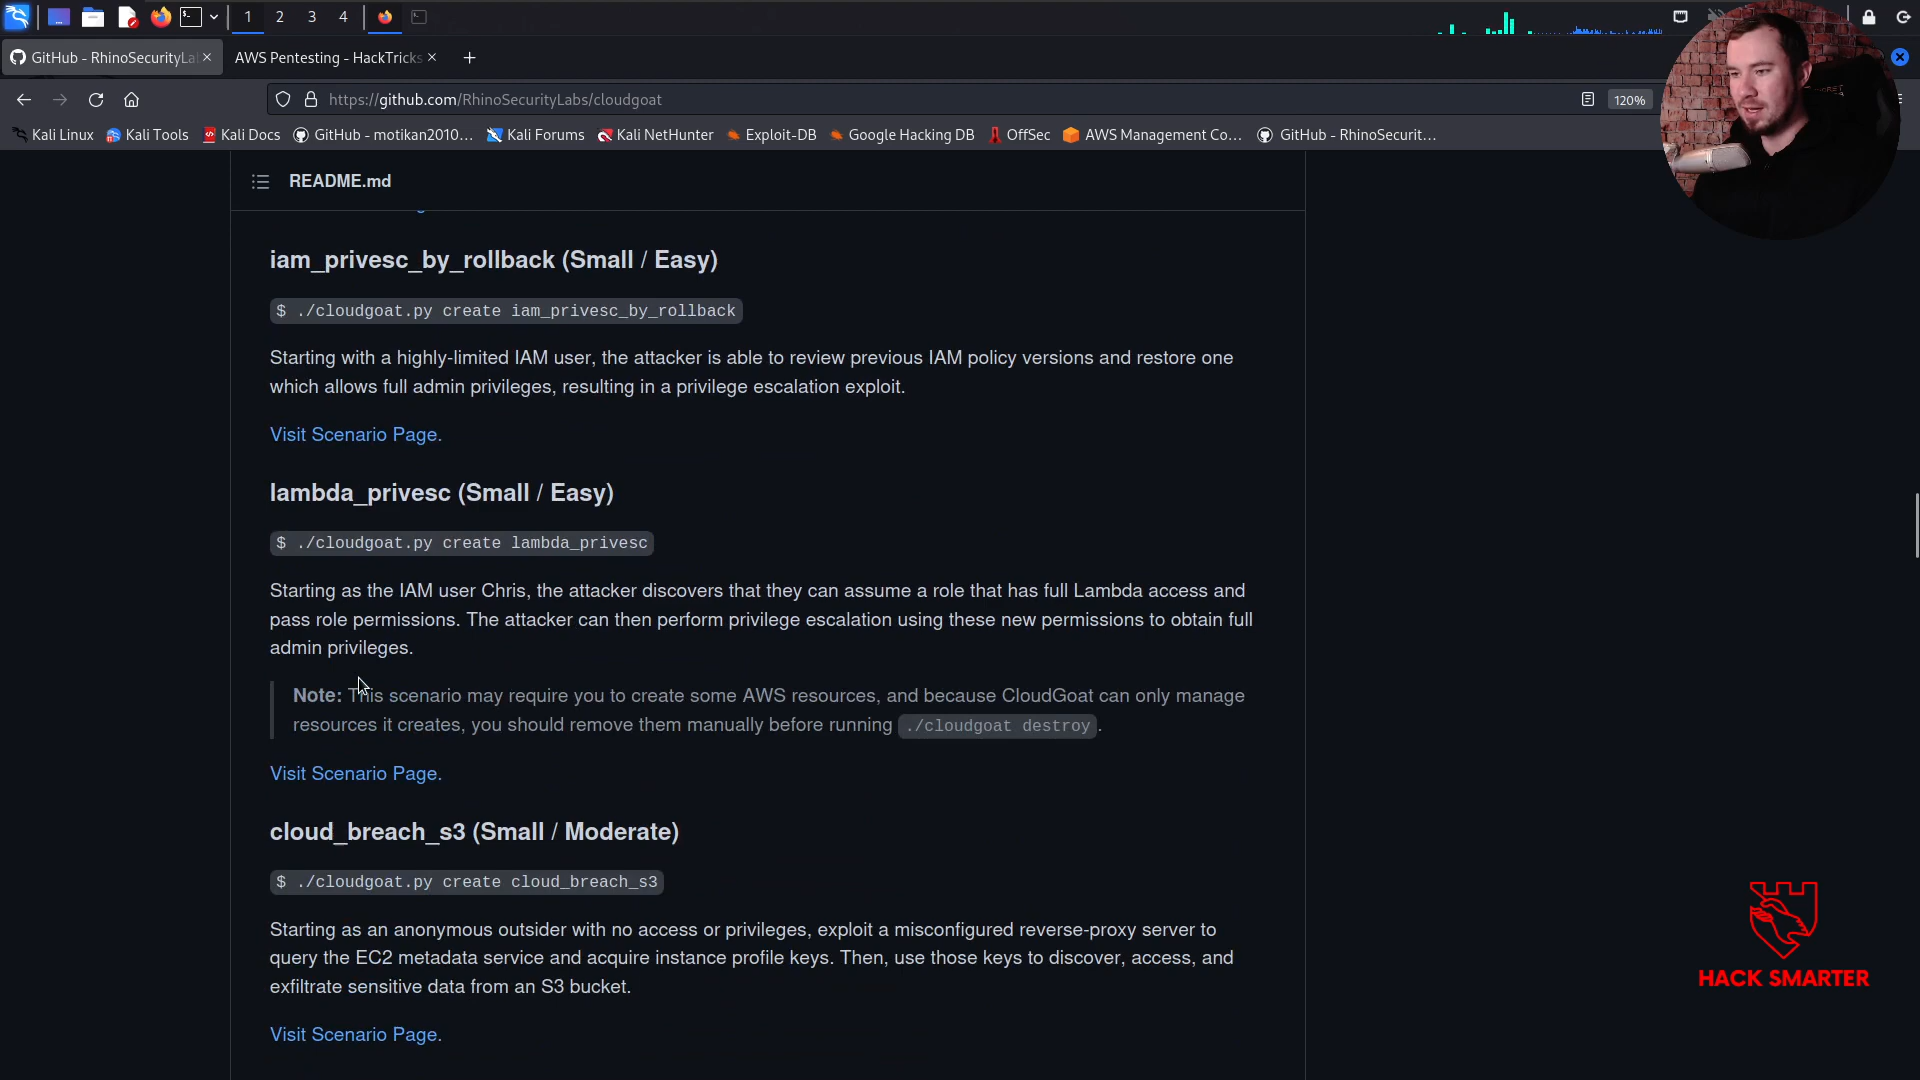 1
2
3
4
GitHub - RhinoSecurityLa
AWS Pentesting - HackTricks
https://github.com/RhinoSecurityLabs/cloudgoat
120%
Kali Linux
Kali Tools
Kali Docs
GitHub - motikan2010...
Kali Forums
Kali NetHunter
Exploit-DB
Google Hacking DB
OffSec
AWS Management Co...
GitHub - RhinoSecurit...
README.md
iam_privesc_by_rollback (Small / Easy)
$ ./cloudgoat.py create iam_privesc_by_rollback
Starting with a highly-limited IAM user, the attacker is able to review previous IAM policy versions and restore one
which allows full admin privileges, resulting in a privilege escalation exploit.
Visit Scenario Page.
lambda_privesc (Small / Easy)
$ ./cloudgoat.py create lambda_privesc
Starting as the IAM user Chris, the attacker discovers that they can assume a role that has full Lambda access and
pass role permissions. The attacker can then perform privilege escalation using these new permissions to obtain full
admin privileges.
Note: This scenario may require you to create some AWS resources, and because CloudGoat can only manage
resources it creates, you should remove them manually before running ./cloudgoat destroy.
Visit Scenario Page.
cloud_breach_s3 (Small / Moderate)
$ ./cloudgoat.py create cloud_breach_s3
Starting as an anonymous outsider with no access or privileges, exploit a misconfigured reverse-proxy server to
query the EC2 metadata service and acquire instance profile keys. Then, use those keys to discover, access, and
exfiltrate sensitive data from an S3 bucket.
Visit Scenario Page.
HACK SMARTER